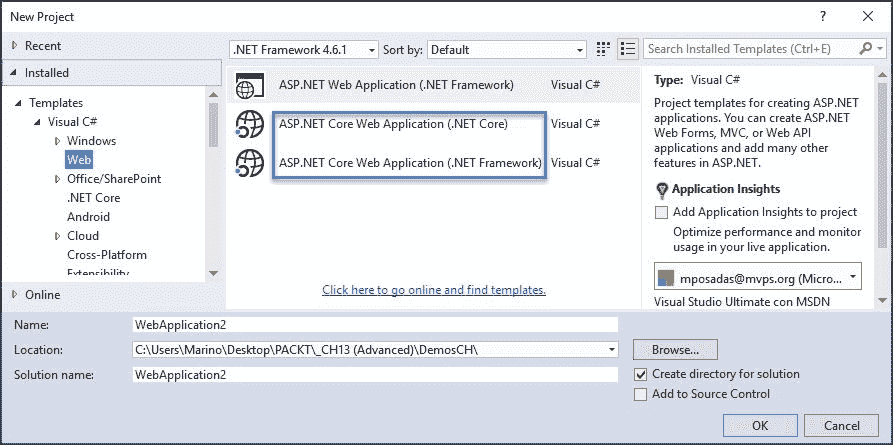 New Project
? ×
Recent
.NET Framework 4.6.1 Sort by: Default Search Installed Templates (Ctrl+E)
Installed
Templates
Visual C#
Windows
Web
Office/SharePoint
.NET Core
Android
Cloud
Cross-Platform
Extensibility
Online
ASP.NET Web Application (.NET Framework) Visual C#
ASP.NET Core Web Application (.NET Core) Visual C#
ASP.NET Core Web Application (.NET Framework) Visual C#
Click here to go online and find templates.
Type: Visual C#
Project templates for creating ASP.NET
applications. You can create ASP.NET
Web Forms, MVC, or Web API
applications and add many other
features in ASP.NET.
Application Insights
Add Application Insights to project
Optimize performance and monitor
usage in your live application.
mposadas@mvps.org (Micro...
Visual Studio Ultimate con MSDN
Name: WebApplication2
Location: C:\Users\Marino\Desktop\PACKT\_CH13 (Advanced)\DemosCH\ Browse...
Solution name: WebApplication2
Create directory for solution
Add to Source Control
OK Cancel